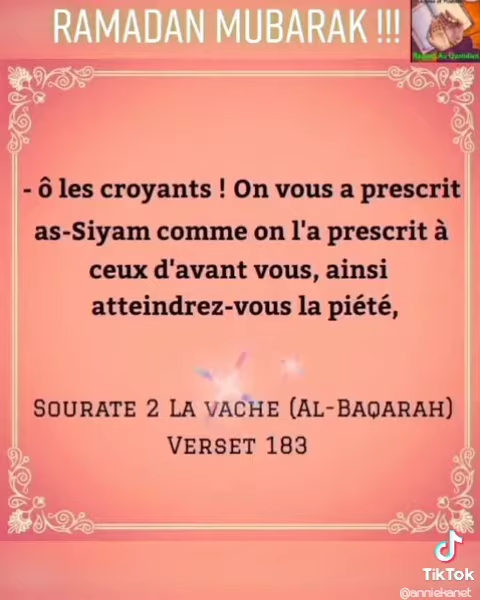 RAMADAN MUBARAK !!!
- ô les croyants ! On vous a prescrit
as-Siyam comme on l'a prescrit à
ceux d'avant vous, ainsi
atteindrez-vous la piété,
Sourate 2 La vache (Al-Baqarah)
Verset 183
TikTok
@anniekanet